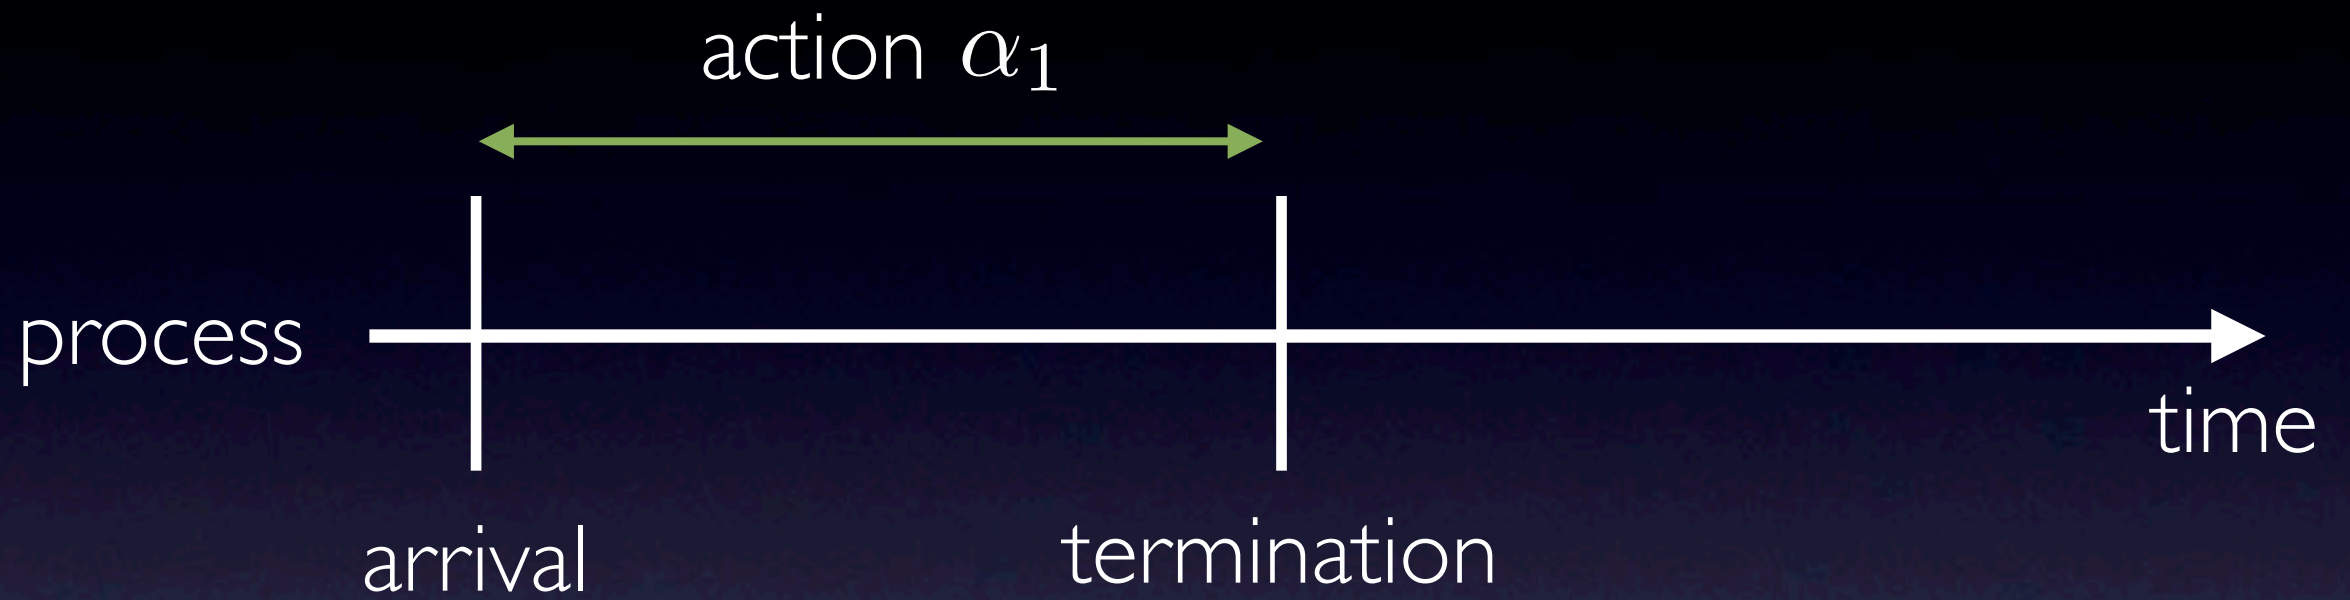 action α₁
process
time
arrival
termination